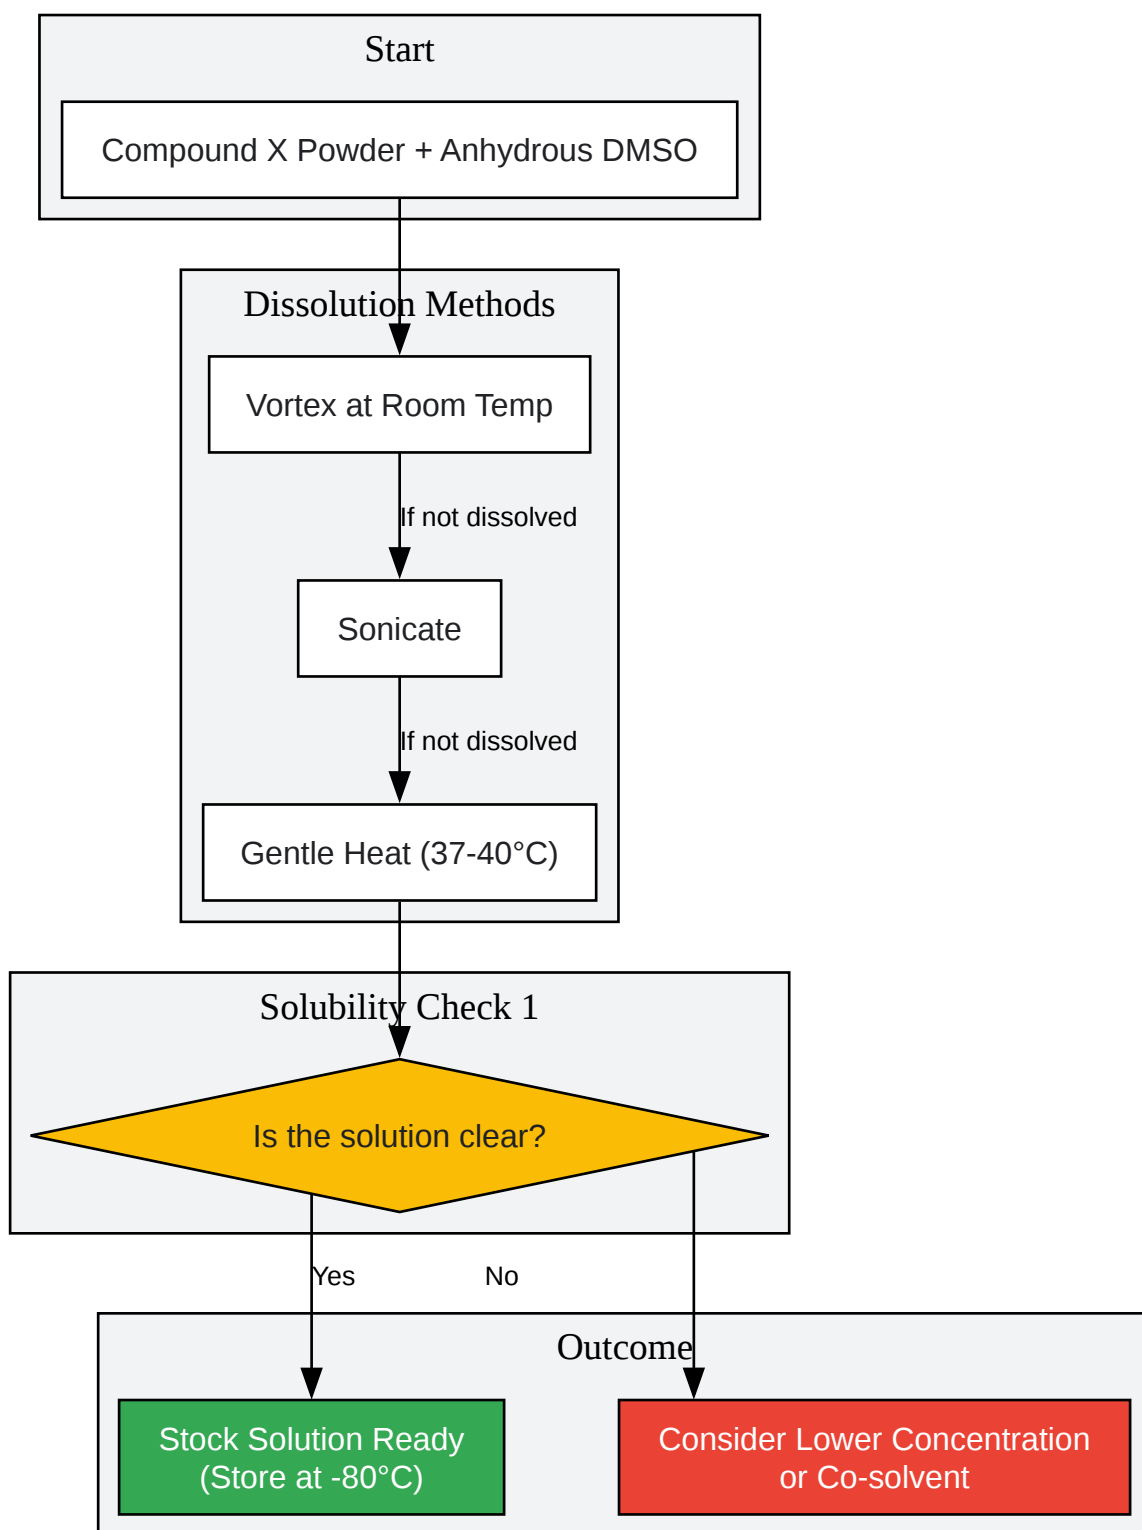 Start
Compound X Powder + Anhydrous DMSO
Dissolution Methods
Vortex at Room Temp
If not dissolved
Sonicate
If not dissolved
Gentle Heat (37-40°C)
Solubility Check 1
Is the solution clear?
Yes
No
Outcome
Stock Solution Ready
(Store at -80°C)
Consider Lower Concentration
or Co-solvent